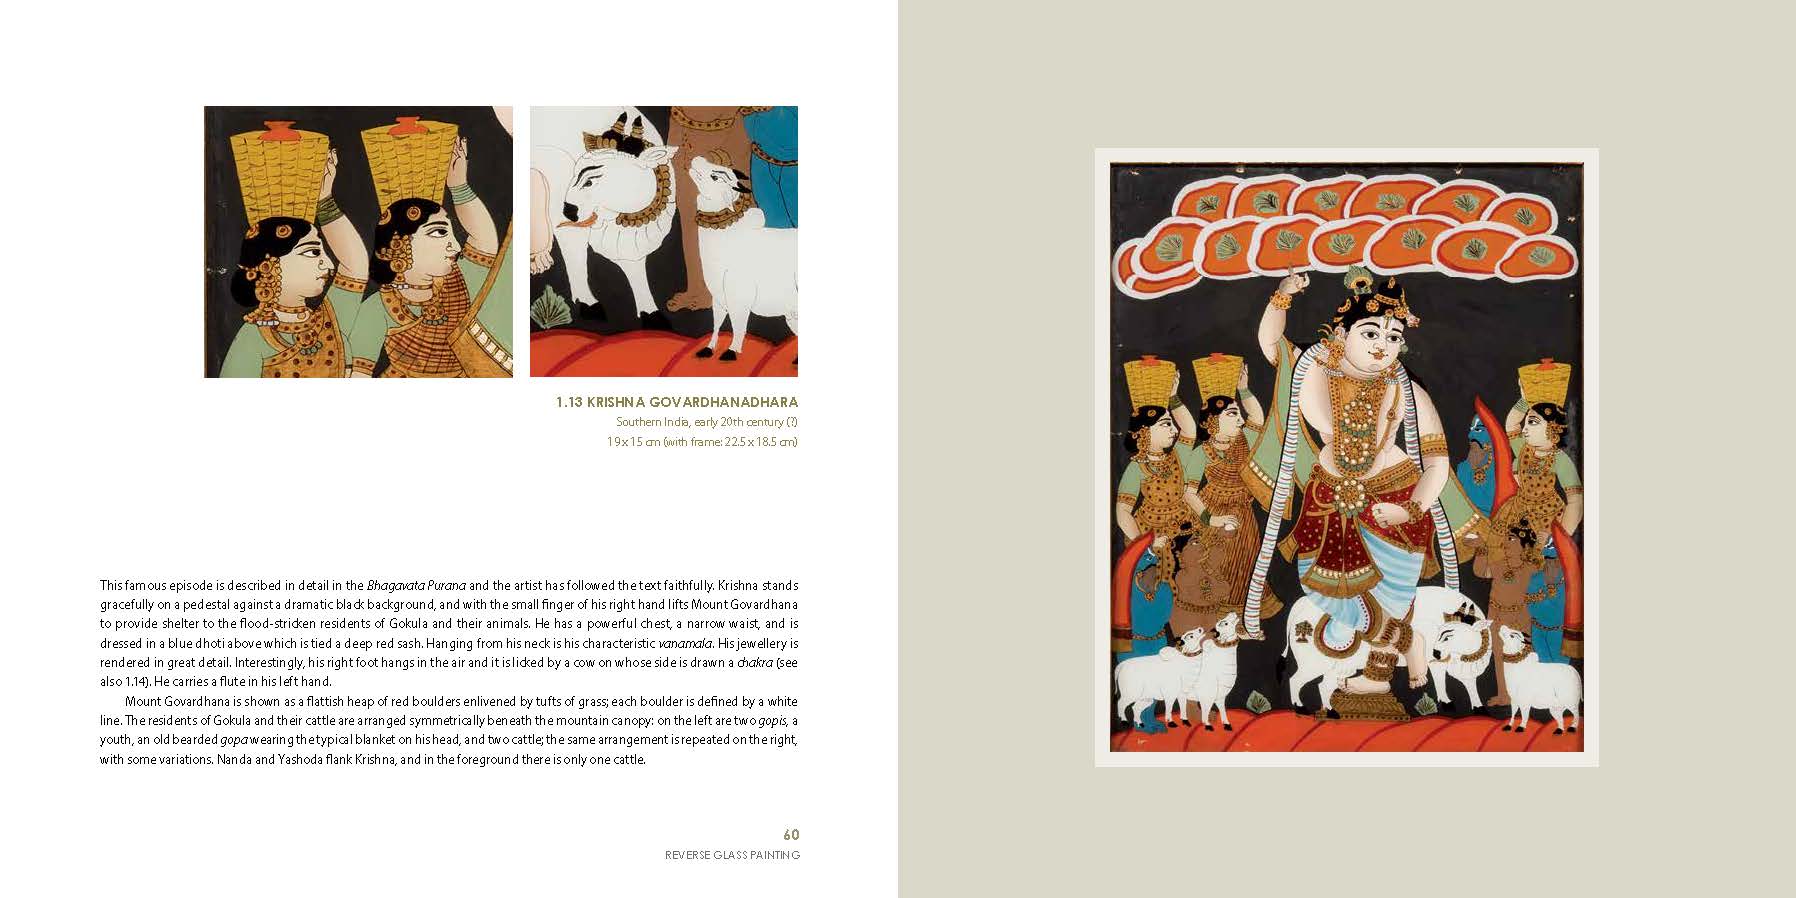 1.13 KRISHNA GOVARDHANADHARA
Southern India, early 20th century (?)
19 x 15 cm (with frame: 22.5 x 18.5 cm)
This famous episode is described in detail in the Bhagavata Purana and the artist has followed the text faithfully. Krishna stands
gracefully on a pedestal against a dramatic black background, and with the small finger of his right hand lifts Mount Govardhana
to provide shelter to the flood-stricken residents of Gokula and their animals. He has a powerful chest, a narrow waist, and is
dressed in a blue dhoti above which is tied a deep red sash. Hanging from his neck is his characteristic vanamala. His jewellery is
rendered in great detail. Interestingly, his right foot hangs in the air and it is licked by a cow on whose side is drawn a chakra (see
also 1.14). He carries a flute in his left hand.
Mount Govardhana is shown as a flattish heap of red boulders enlivened by tufts of grass; each boulder is defined by a white
line. The residents of Gokula and their cattle are arranged symmetrically beneath the mountain canopy: on the left are two gopis, a
youth, an old bearded gopa wearing the typical blanket on his head, and two cattle; the same arrangement is repeated on the right,
with some variations. Nanda and Yashoda flank Krishna, and in the foreground there is only one cattle.
60
REVERSE GLASS PAINTING